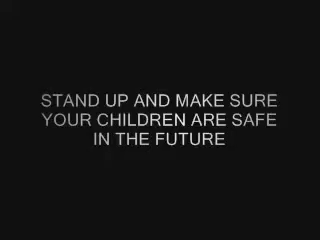 STAND UP AND MAKE SURE
YOUR CHILDREN ARE SAFE
IN THE FUTURE